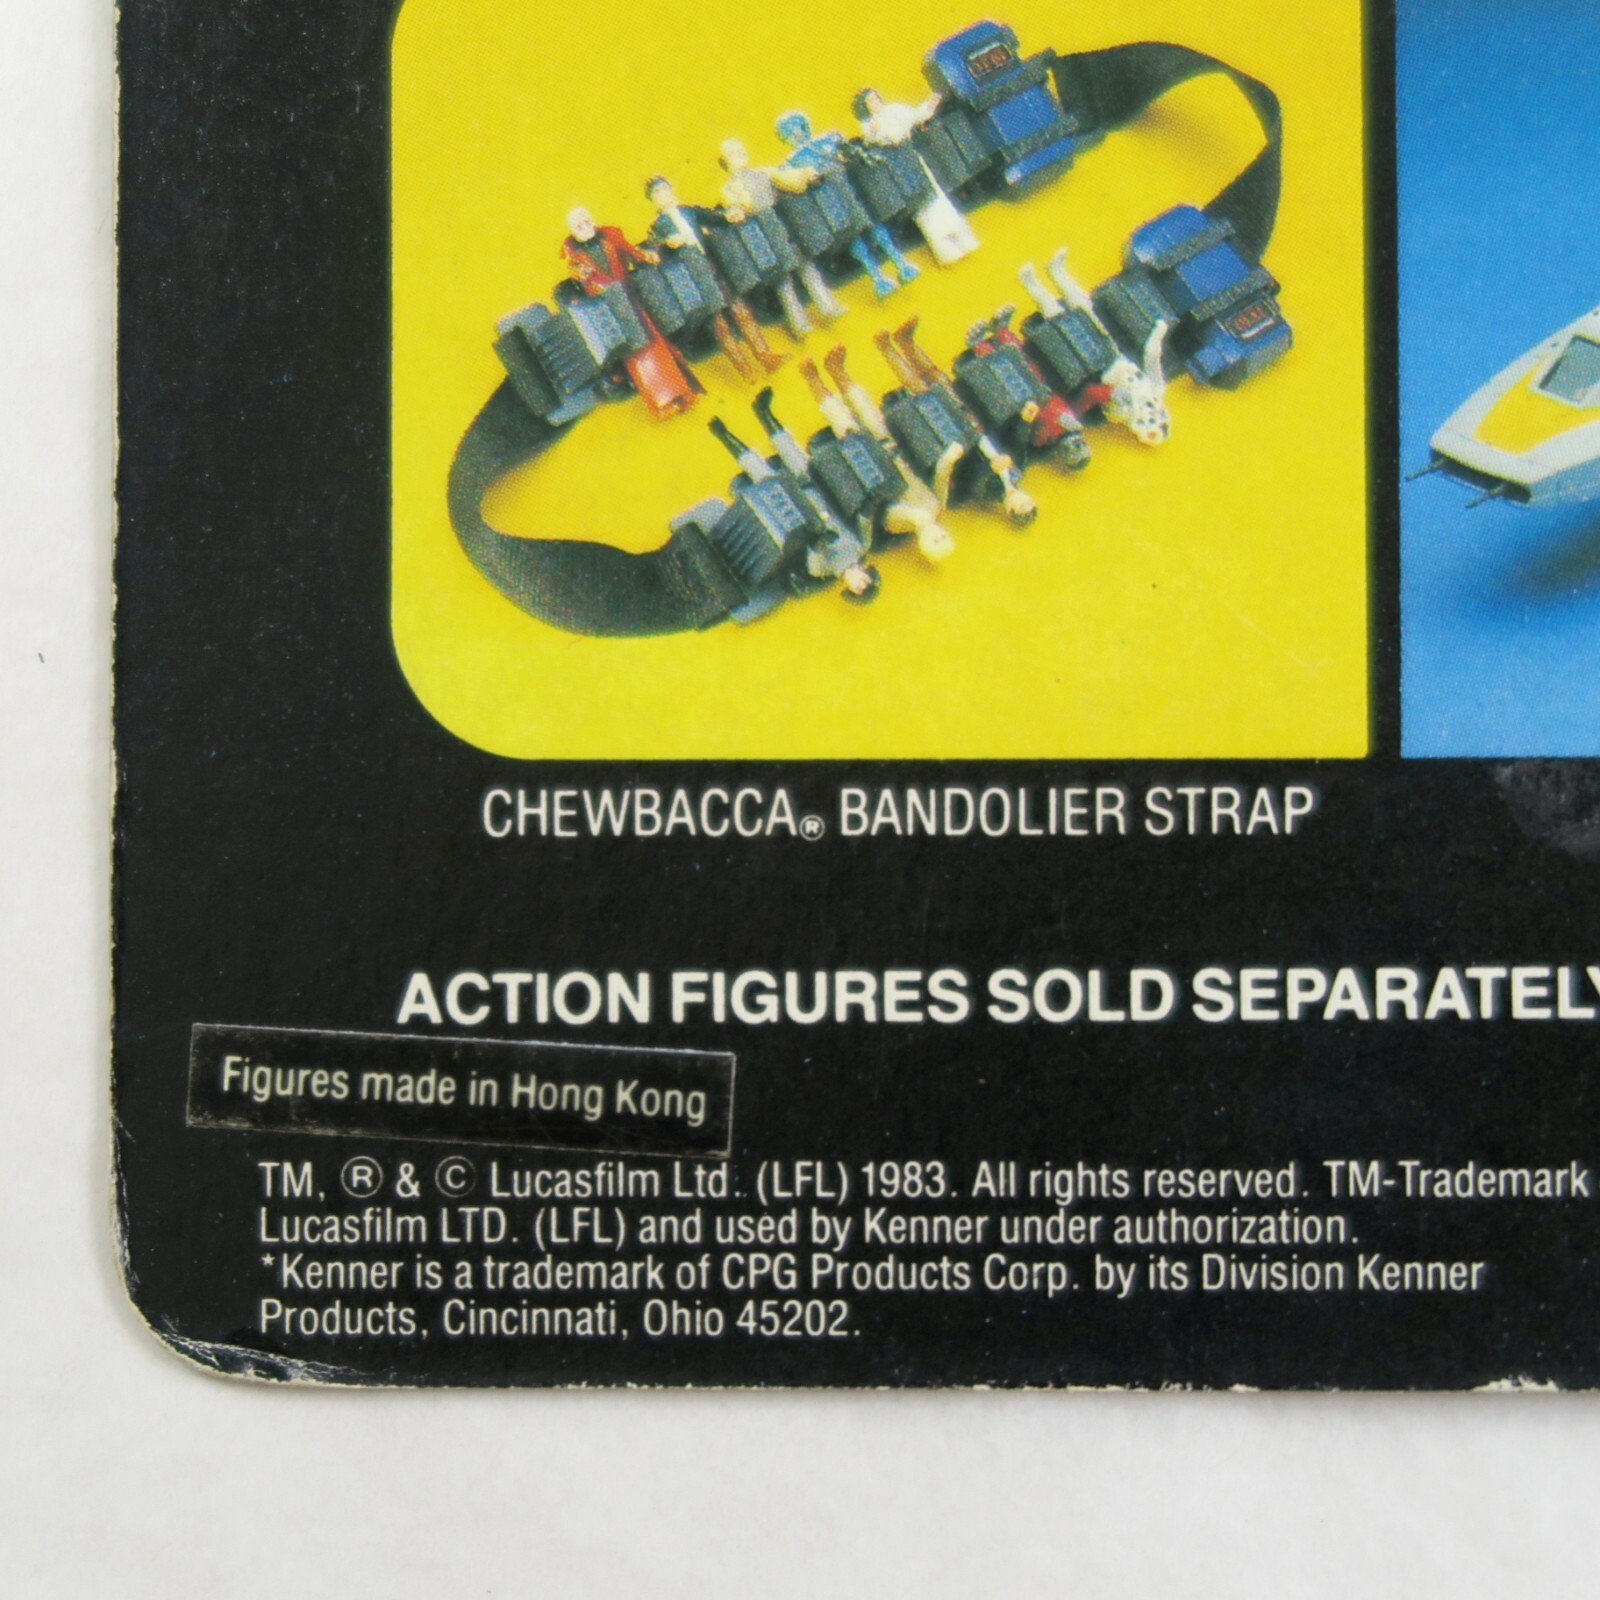 CHEWBACCA® BANDOLIER STRAP
ACTION FIGURES SOLD SEPARATELY
Figures made in Hong Kong
TM, ® & © Lucasfilm Ltd. (LFL) 1983. All rights reserved. TM-Trademark
Lucasfilm LTD. (LFL) and used by Kenner under authorization.
*Kenner is a trademark of CPG Products Corp. by its Division Kenner
Products, Cincinnati, Ohio 45202.